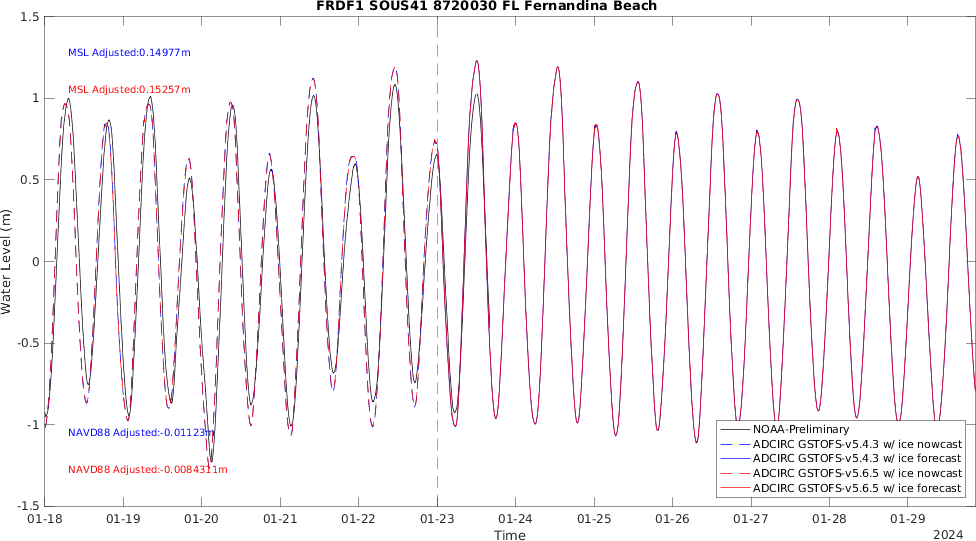 FRDF1 SOUS41 8720030 FL Fernandina Beach
1.5
1
0.5
0
-0.5
-1
-1.5
Water Level (m)
MSL Adjusted:0.14977m
MSL Adjusted:0.15257m
NAVD88 Adjusted:-0.01123m
NAVD88 Adjusted:-0.0084311m
NOAA-Preliminary
ADCIRC GSTOFS-v5.4.3 w/ ice nowcast
ADCIRC GSTOFS-v5.4.3 w/ ice forecast
ADCIRC GSTOFS-v5.6.5 w/ ice nowcast
ADCIRC GSTOFS-v5.6.5 w/ ice forecast
01-18 01-19 01-20 01-21 01-22 01-23 01-24 01-25 01-26 01-27 01-28 01-29
Time
2024